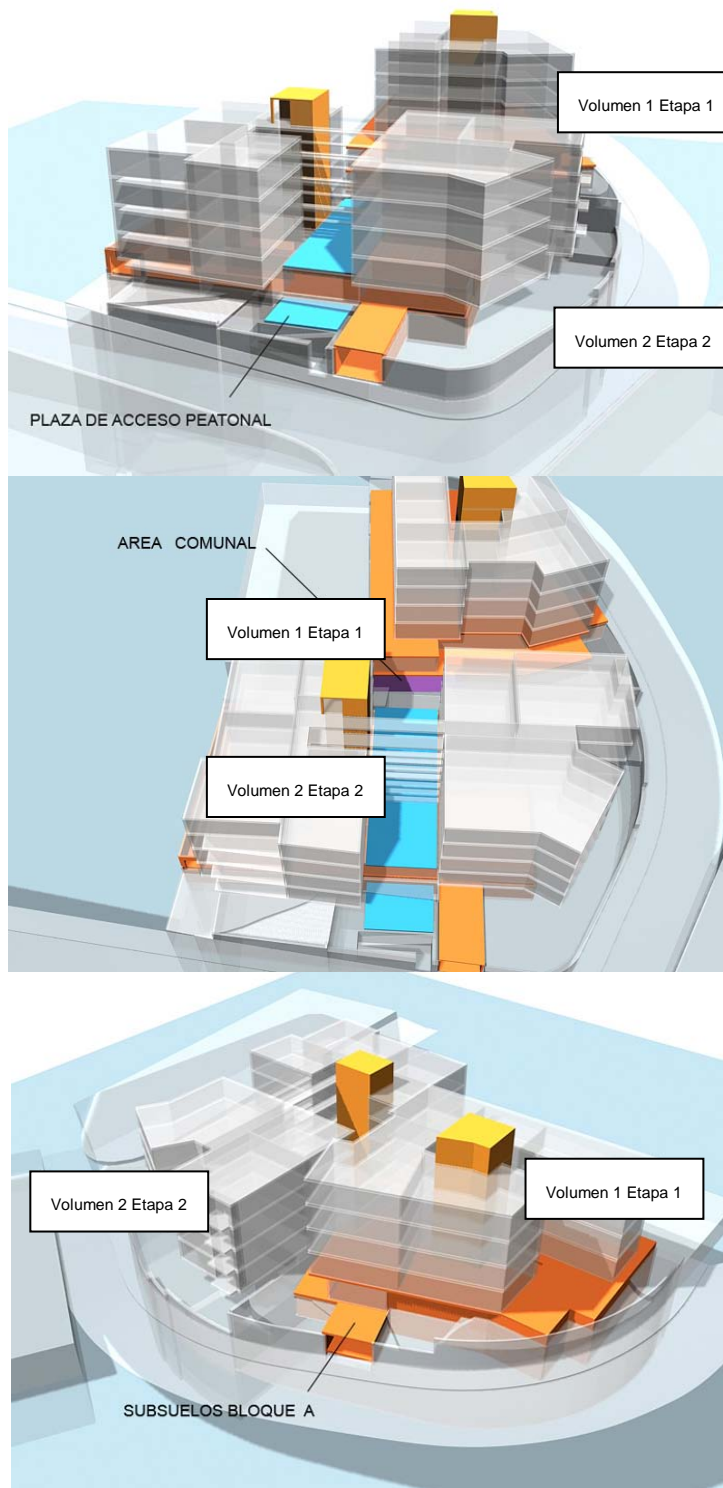 Volumen 1 Etapa 1
Volumen 2 Etapa 2
PLAZA DE ACCESO PEATONAL
AREA COMUNAL
Volumen 1 Etapa 1
Volumen 2 Etapa 2
Volumen 2 Etapa 2
Volumen 1 Etapa 1
SUBSUELOS BLOQUE A